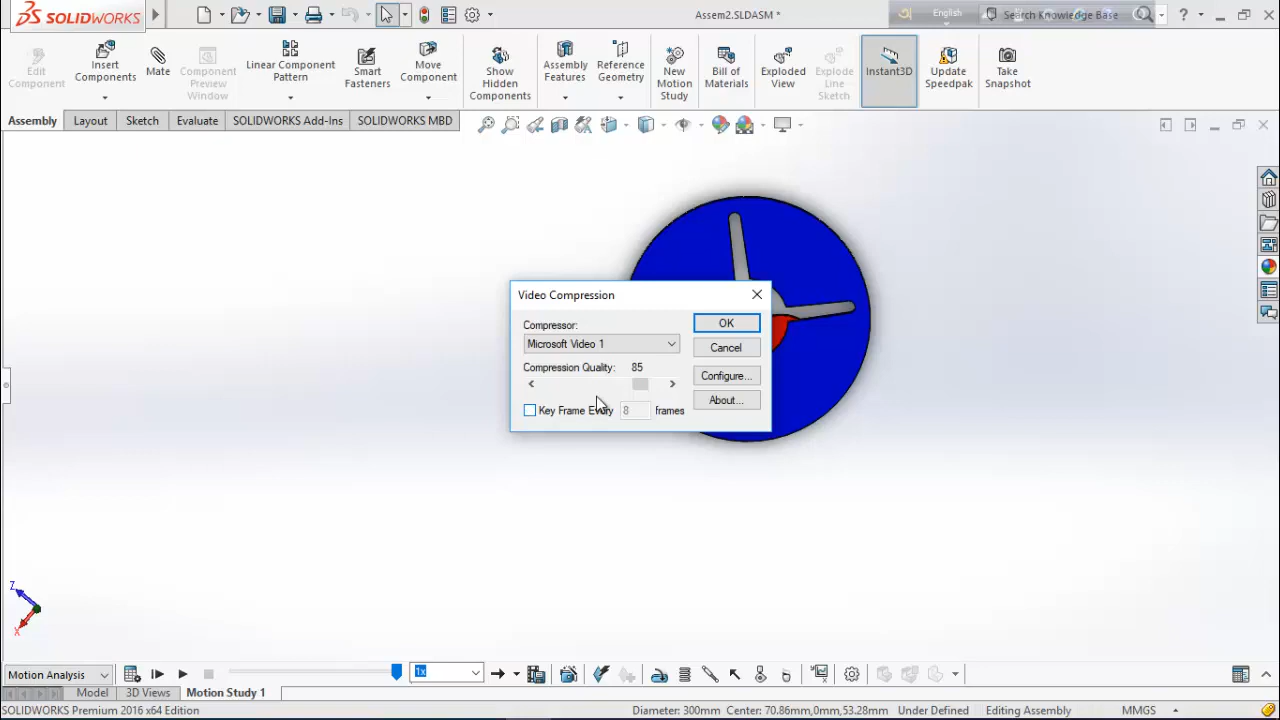 SOLIDWORKS
Assem2.SLDASM *
English
Search Knowledge Base
?
Edit
Component
Insert
Components
Mate
Component
Preview
Window
Linear Component
Pattern
Smart
Fasteners
Move
Component
Show
Hidden
Components
Assembly
Features
Reference
Geometry
New
Motion
Study
Bill of
Materials
Exploded
View
Explode
Line
Sketch
Instant3D
Update
Speedpak
Take
Snapshot
Assembly
Layout
Sketch
Evaluate
SOLIDWORKS Add-Ins
SOLIDWORKS MBD
Video Compression
Compressor:
Microsoft Video 1
Compression Quality: 85
Key Frame Every 8 frames
OK
Cancel
Configure...
About...
Z
X
Motion Analysis
1x
Model
3D Views
Motion Study 1
SOLIDWORKS Premium 2016 x64 Edition
Diameter: 300mm Center: 70.86mm,0mm,53.28mm
Under Defined
Editing Assembly
MMGS